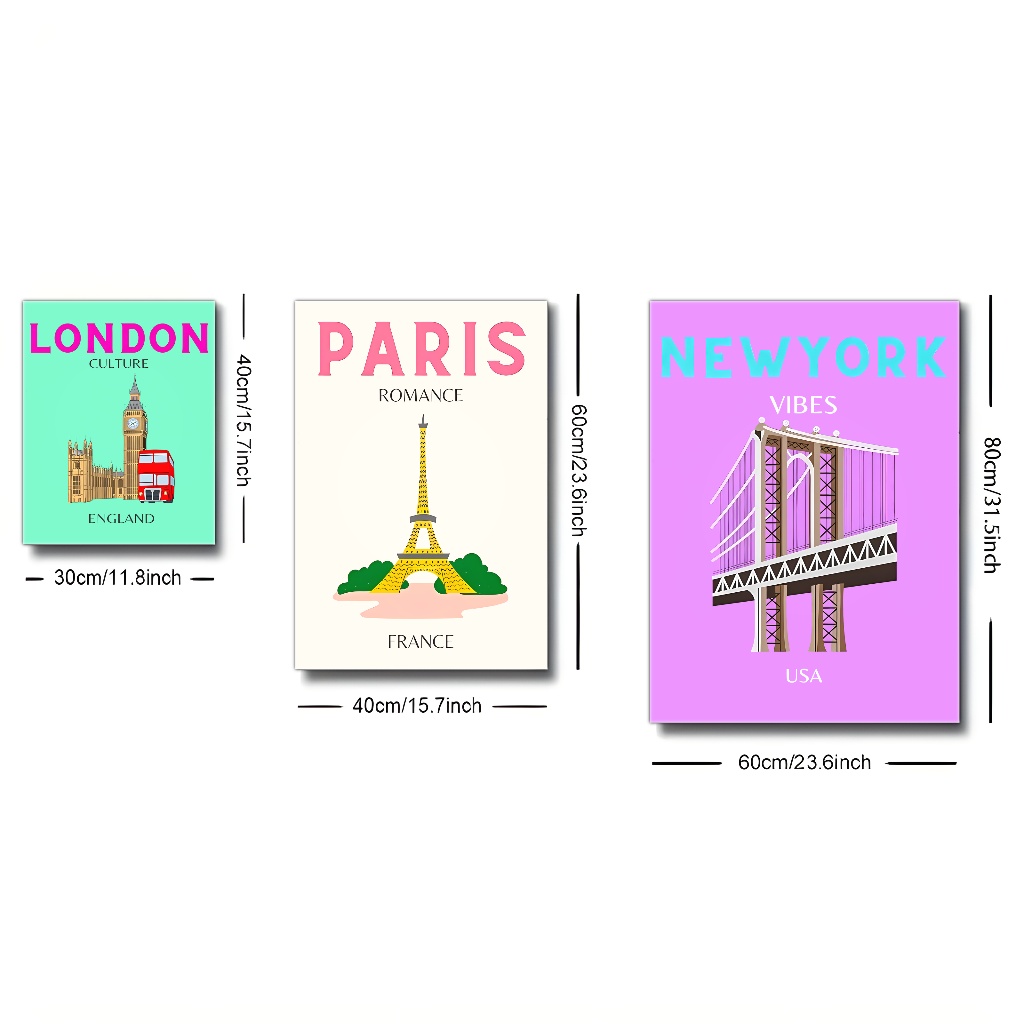 LONDON
CULTURE
ENGLAND
40cm/15.7inch
30cm/11.8inch
PARIS
ROMANCE
FRANCE
60cm/23.6inch
40cm/15.7inch
NEWYORK
VIBES
USA
80cm/31.5inch
60cm/23.6inch